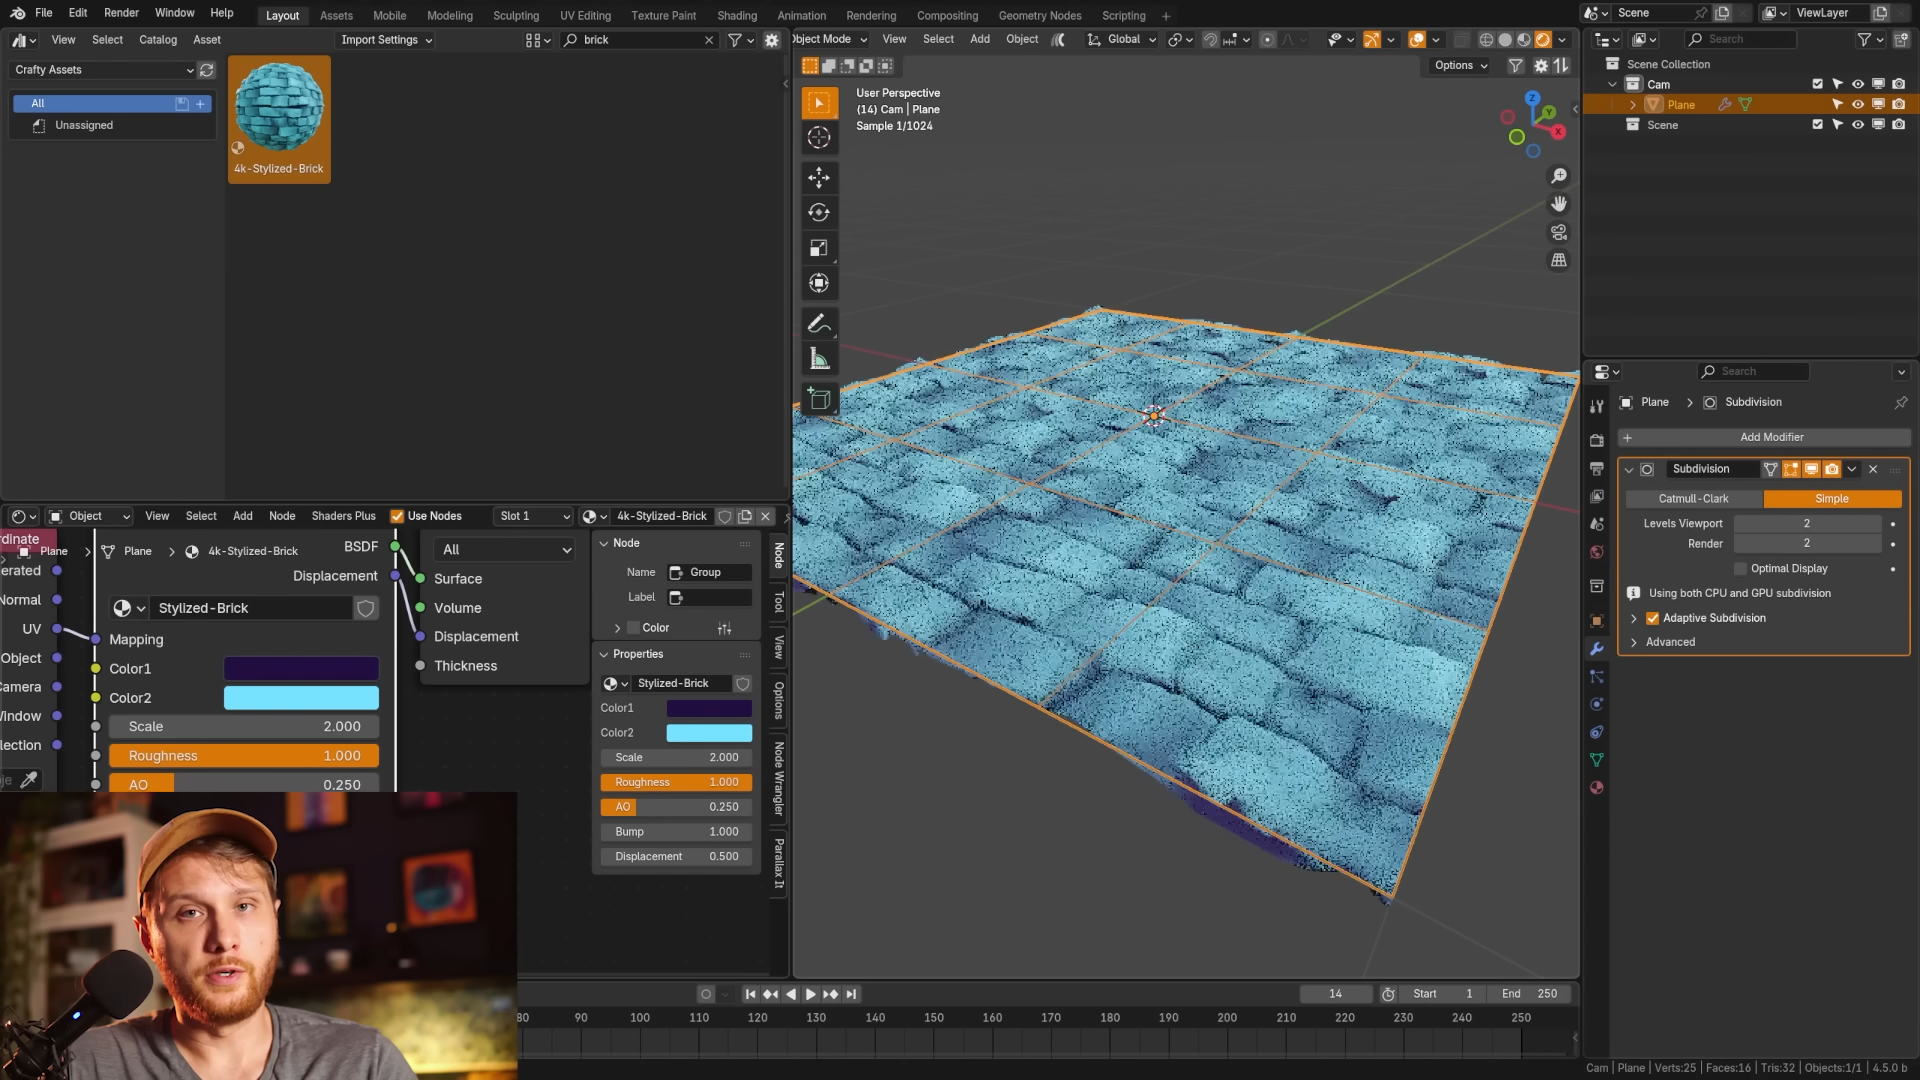 File Edit Render Window Help
Layout Assets Mobile Modeling Sculpting UV Editing Texture Paint Shading Animation Rendering Compositing Geometry Nodes Scripting +
Scene ViewLayer
View Select Catalog Asset Import Settings brick
Crafty Assets
All
Unassigned
4k-Stylized-Brick
bject Mode View Select Add Object Global
Options
User Perspective
(14) Cam | Plane
Sample 1/1024
Z
Y
X
Search
Scene Collection
Cam
Plane
Scene
Search
Plane > Subdivision
Add Modifier
Subdivision
Catmull-Clark Simple
Levels Viewport 2
Render 2
Optimal Display
Using both CPU and GPU subdivision
Adaptive Subdivision
Advanced
Object View Select Add Node Shaders Plus Use Nodes Slot 1 4k-Stylized-Brick
rdinate
Plane > Plane > 4k-Stylized-Brick
erated
Normal
UV
Object
Camera
Window
lection
je
BSDF
Displacement
Stylized-Brick
Mapping
Color1
Color2
Scale 2.000
Roughness 1.000
AO 0.250
All
Surface
Volume
Displacement
Thickness
Node
Name Group
Label
Color
Properties
Stylized-Brick
Color1
Color2
Scale 2.000
Roughness 1.000
AO 0.250
Bump 1.000
Displacement 0.500
Node
Tool
View
Options
Node Wrangler
Parallax It
14 Start 1 End 250
80 90 100 110 120 130 140 150 160 170 180 190 200 210 220 230 240 250
Cam | Plane | Verts:25 | Faces:16 | Tris:32 | Objects:1/1 | 4.5.0 b